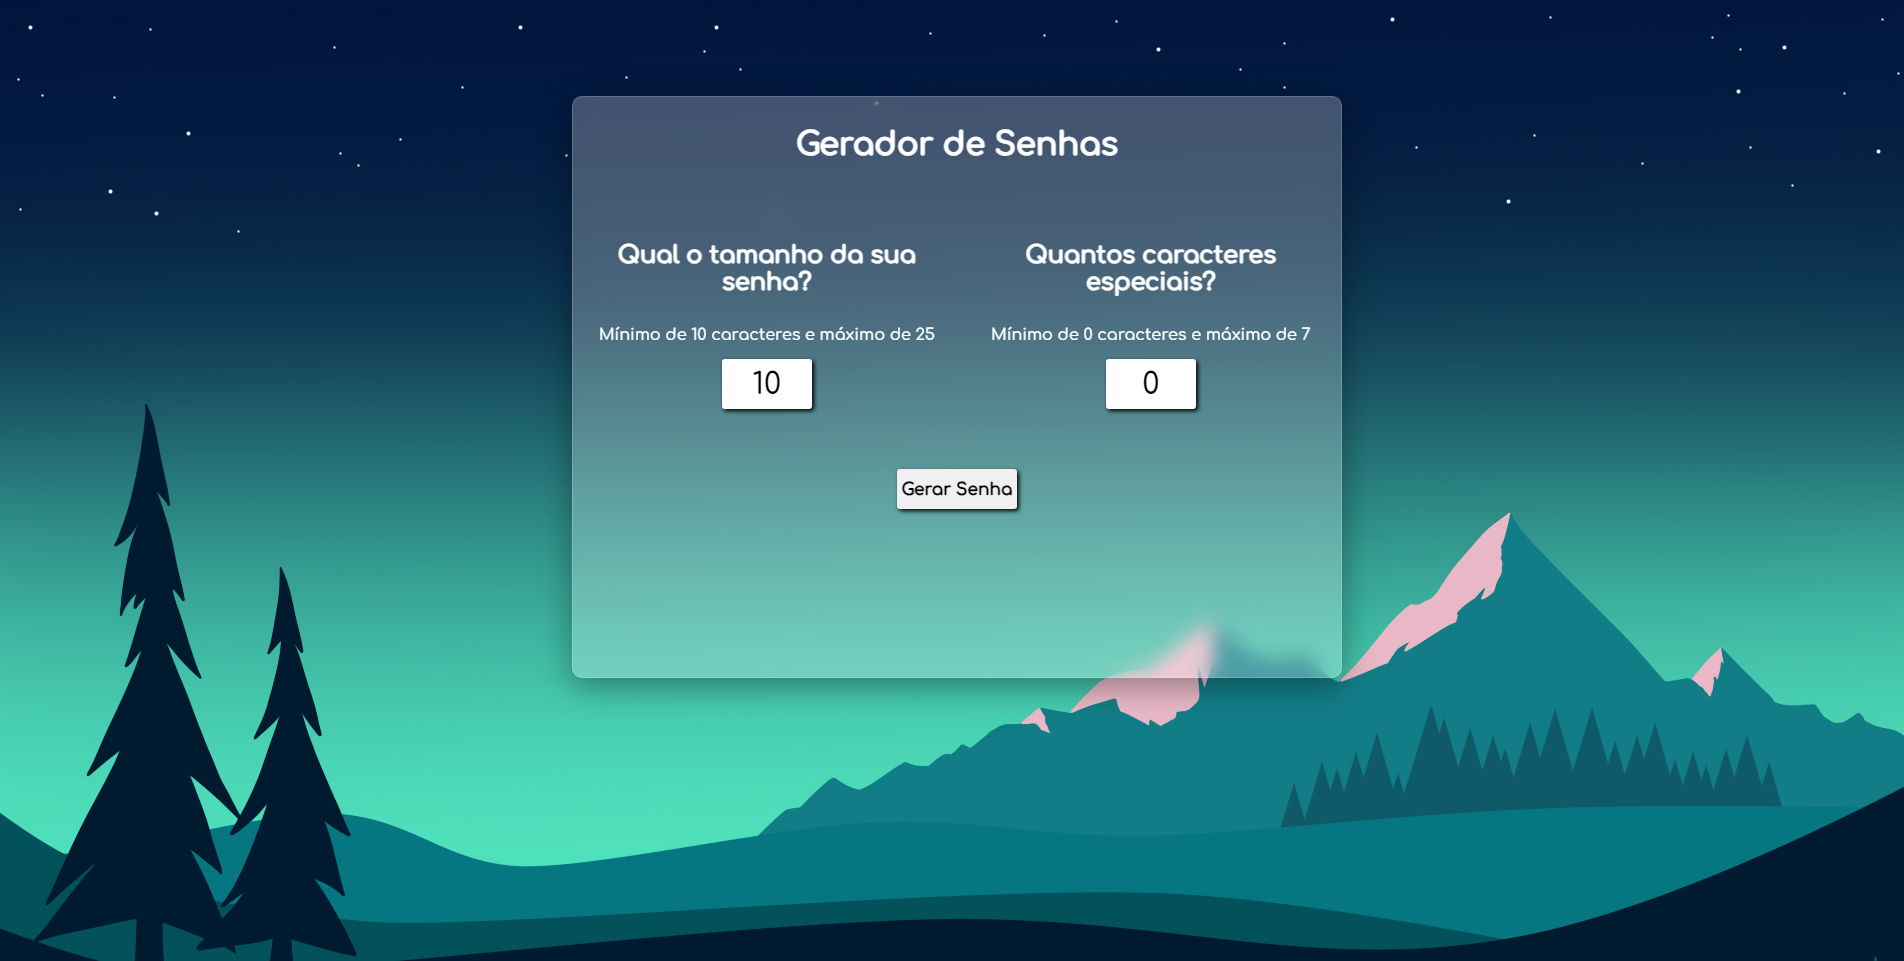 Gerador de Senhas
Qual o tamanho da sua
senha?
Mínimo de 10 caracteres e máximo de 25
10
Quantos caracteres
especiais?
Mínimo de 0 caracteres e máximo de 7
0
Gerar Senha